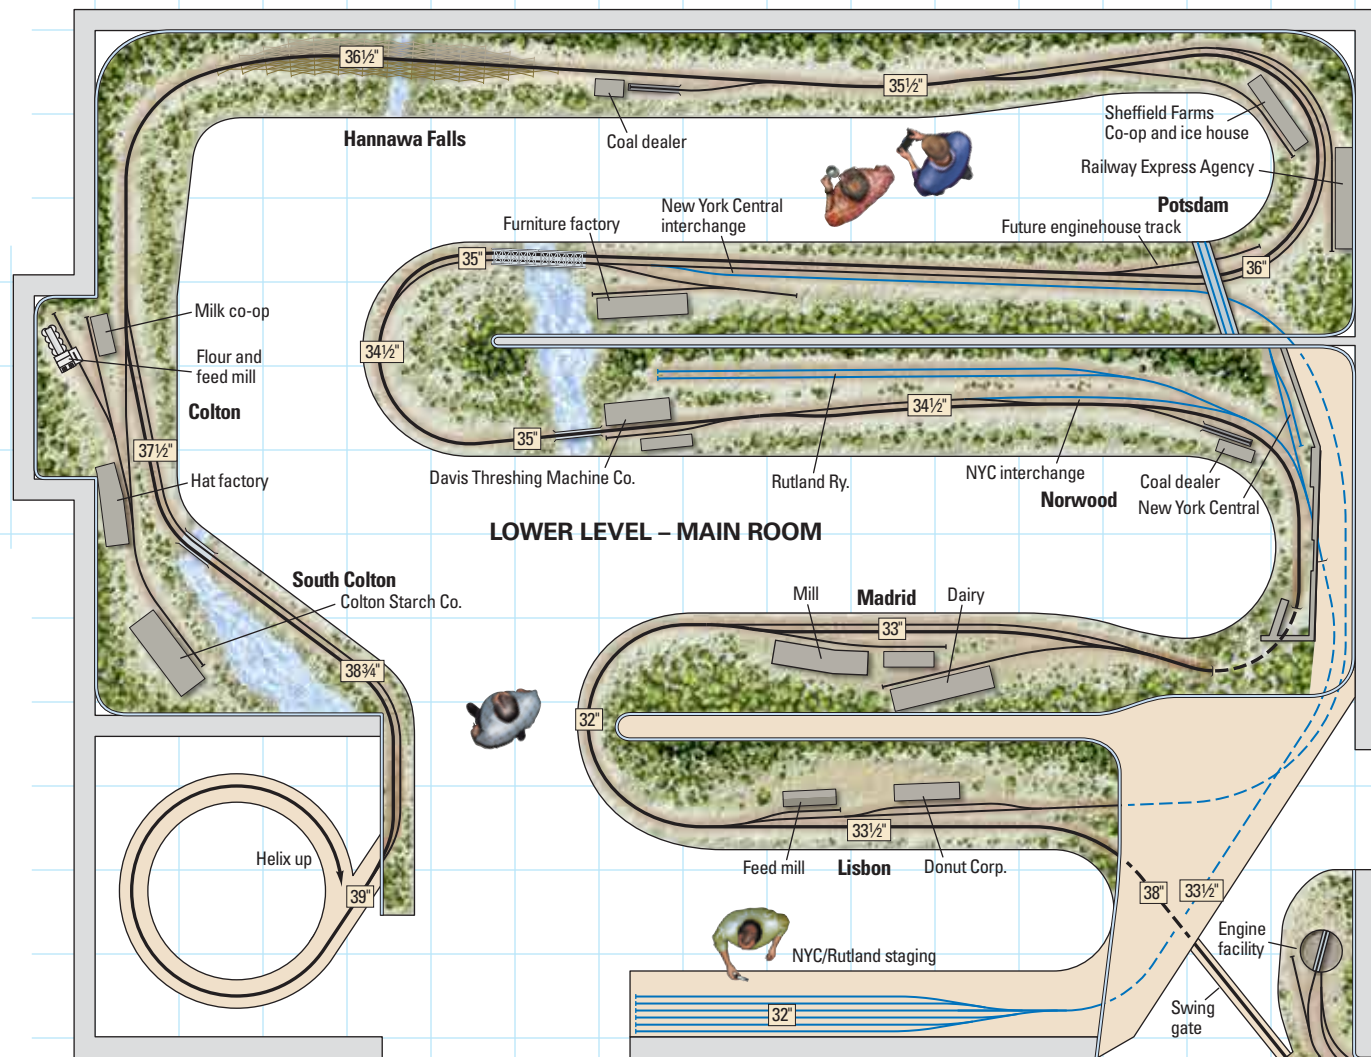 36½"
35½"
Hannawa Falls
Coal dealer
Sheffield Farms
Co-op and ice house
Railway Express Agency
Potsdam
Future enginehouse track
New York Central
interchange
Furniture factory
35"
36"
Milk co-op
Flour and
feed mill
Colton
34½"
34½"
37½"
35"
Hat factory
Davis Threshing Machine Co.
Rutland Ry.
NYC interchange
Norwood
Coal dealer
New York Central
LOWER LEVEL – MAIN ROOM
South Colton
Colton Starch Co.
Mill
Madrid
Dairy
33"
38¾"
32"
33½"
Feed mill
Lisbon
Donut Corp.
Helix up
39"
38"
33½"
Engine
facility
NYC/Rutland staging
32"
Swing
gate